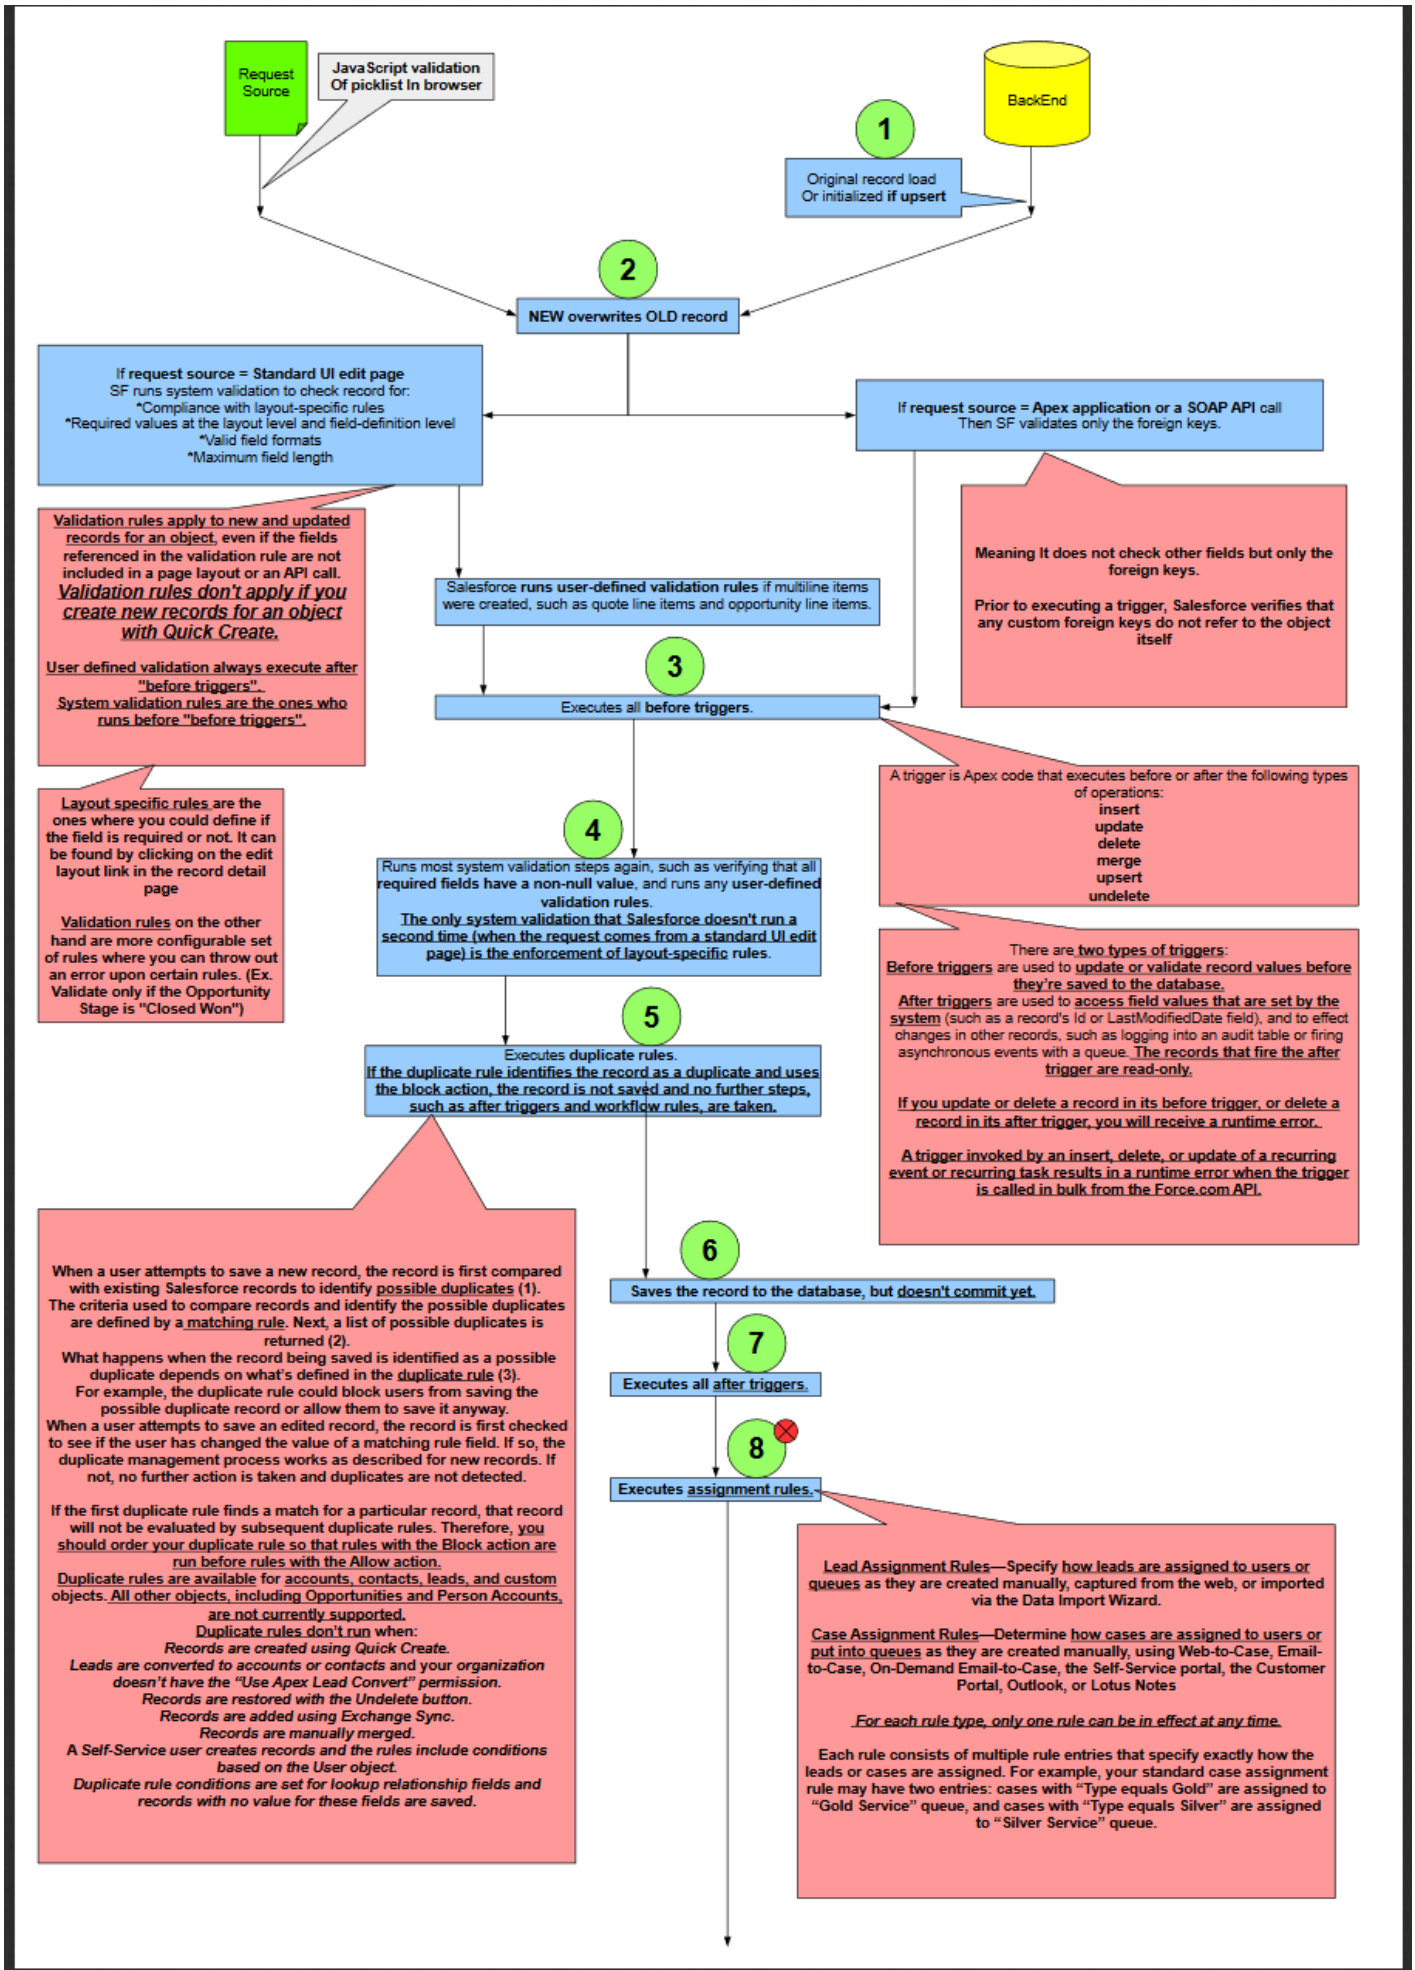 Request
Source
JavaScript validation
Of picklist In browser
BackEnd
1
Original record load
Or initialized if upsert
2
NEW overwrites OLD record
If request source = Standard UI edit page
SF runs system validation to check record for:
*Compliance with layout-specific rules
*Required values at the layout level and field-definition level
*Valid field formats
*Maximum field length
If request source = Apex application or a SOAP API call
Then SF validates only the foreign keys.
Validation rules apply to new and updated
records for an object, even if the fields
referenced in the validation rule are not
included in a page layout or an API call.
Validation rules don't apply if you
create new records for an object
with Quick Create.
User defined validation always execute after
"before triggers".
System validation rules are the ones who
runs before "before triggers".
Meaning It does not check other fields but only the
foreign keys.
Prior to executing a trigger, Salesforce verifies that
any custom foreign keys do not refer to the object
itself
Salesforce runs user-defined validation rules if multiline items
were created, such as quote line items and opportunity line items.
3
Executes all before triggers.
Layout specific rules are the
ones where you could define if
the field is required or not. It can
be found by clicking on the edit
layout link in the record detail
page
Validation rules on the other
hand are more configurable set
of rules where you can throw out
an error upon certain rules. (Ex.
Validate only if the Opportunity
Stage is "Closed Won")
A trigger is Apex code that executes before or after the following types
of operations:
insert
update
delete
merge
upsert
undelete
4
Runs most system validation steps again, such as verifying that all
required fields have a non-null value, and runs any user-defined
validation rules.
The only system validation that Salesforce doesn't run a
second time (when the request comes from a standard UI edit
page) is the enforcement of layout-specific rules.
There are two types of triggers:
Before triggers are used to update or validate record values before
they're saved to the database.
After triggers are used to access field values that are set by the
system (such as a record's Id or LastModifiedDate field), and to effect
changes in other records, such as logging into an audit table or firing
asynchronous events with a queue. The records that fire the after
trigger are read-only.
If you update or delete a record in its before trigger, or delete a
record in its after trigger, you will receive a runtime error.
A trigger invoked by an insert, delete, or update of a recurring
event or recurring task results in a runtime error when the trigger
is called in bulk from the Force.com API.
5
Executes duplicate rules.
If the duplicate rule identifies the record as a duplicate and uses
the block action, the record is not saved and no further steps,
such as after triggers and workflow rules, are taken.
When a user attempts to save a new record, the record is first compared
with existing Salesforce records to identify possible duplicates (1).
The criteria used to compare records and identify the possible duplicates
are defined by a matching rule. Next, a list of possible duplicates is
returned (2).
What happens when the record being saved is identified as a possible
duplicate depends on what's defined in the duplicate rule (3).
For example, the duplicate rule could block users from saving the
possible duplicate record or allow them to save it anyway.
When a user attempts to save an edited record, the record is first checked
to see if the user has changed the value of a matching rule field. If so, the
duplicate management process works as described for new records. If
not, no further action is taken and duplicates are not detected.
If the first duplicate rule finds a match for a particular record, that record
will not be evaluated by subsequent duplicate rules. Therefore, you
should order your duplicate rule so that rules with the Block action are
run before rules with the Allow action.
Duplicate rules are available for accounts, contacts, leads, and custom
objects. All other objects, including Opportunities and Person Accounts,
are not currently supported.
Duplicate rules don't run when:
Records are created using Quick Create.
Leads are converted to accounts or contacts and your organization
doesn't have the "Use Apex Lead Convert" permission.
Records are restored with the Undelete button.
Records are added using Exchange Sync.
Records are manually merged.
A Self-Service user creates records and the rules include conditions
based on the User object.
Duplicate rule conditions are set for lookup relationship fields and
records with no value for these fields are saved.
6
Saves the record to the database, but doesn't commit yet.
7
Executes all after triggers.
8
Executes assignment rules.
Lead Assignment Rules—Specify how leads are assigned to users or
queues as they are created manually, captured from the web, or imported
via the Data Import Wizard.
Case Assignment Rules—Determine how cases are assigned to users or
put into queues as they are created manually, using Web-to-Case, Email-
to-Case, On-Demand Email-to-Case, the Self-Service portal, the Customer
Portal, Outlook, or Lotus Notes
For each rule type, only one rule can be in effect at any time.
Each rule consists of multiple rule entries that specify exactly how the
leads or cases are assigned. For example, your standard case assignment
rule may have two entries: cases with “Type equals Gold” are assigned to
“Gold Service” queue, and cases with “Type equals Silver” are assigned
to “Silver Service” queue.